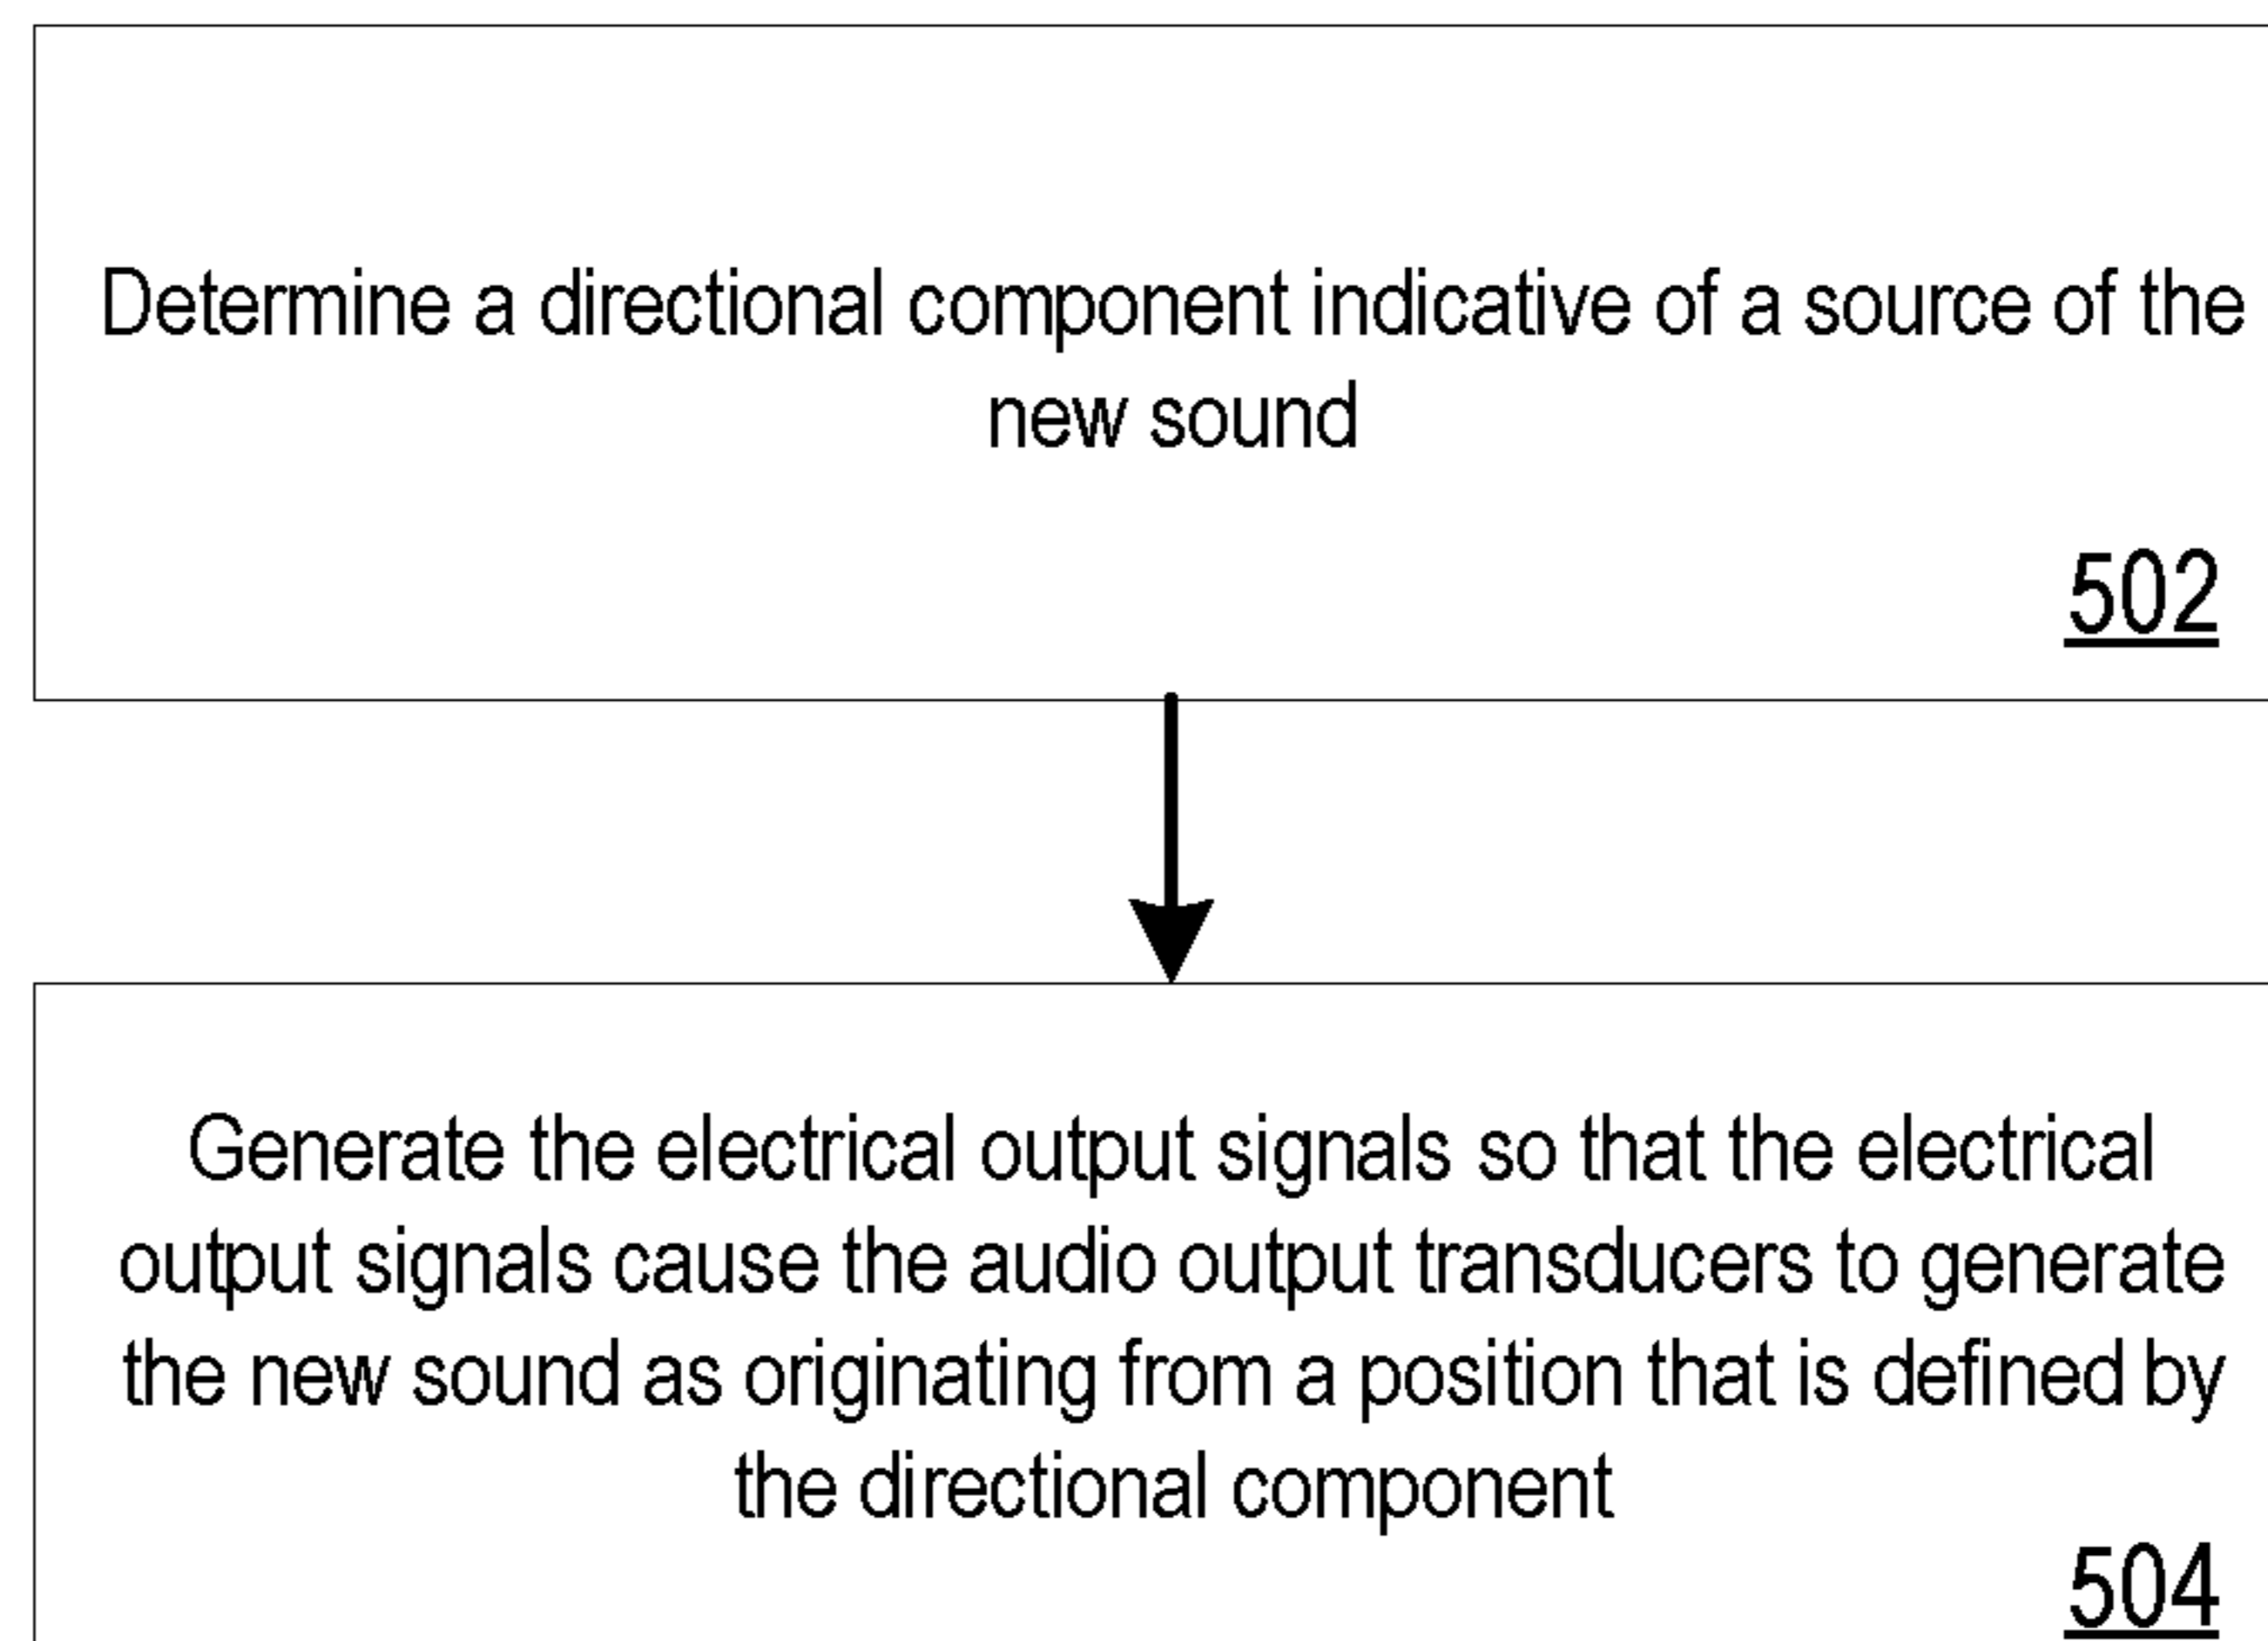 Determine a directional component indicative of a source of the
new sound
502
Generate the electrical output signals so that the electrical
output signals cause the audio output transducers to generate
the new sound as originating from a position that is defined by
the directional component
504